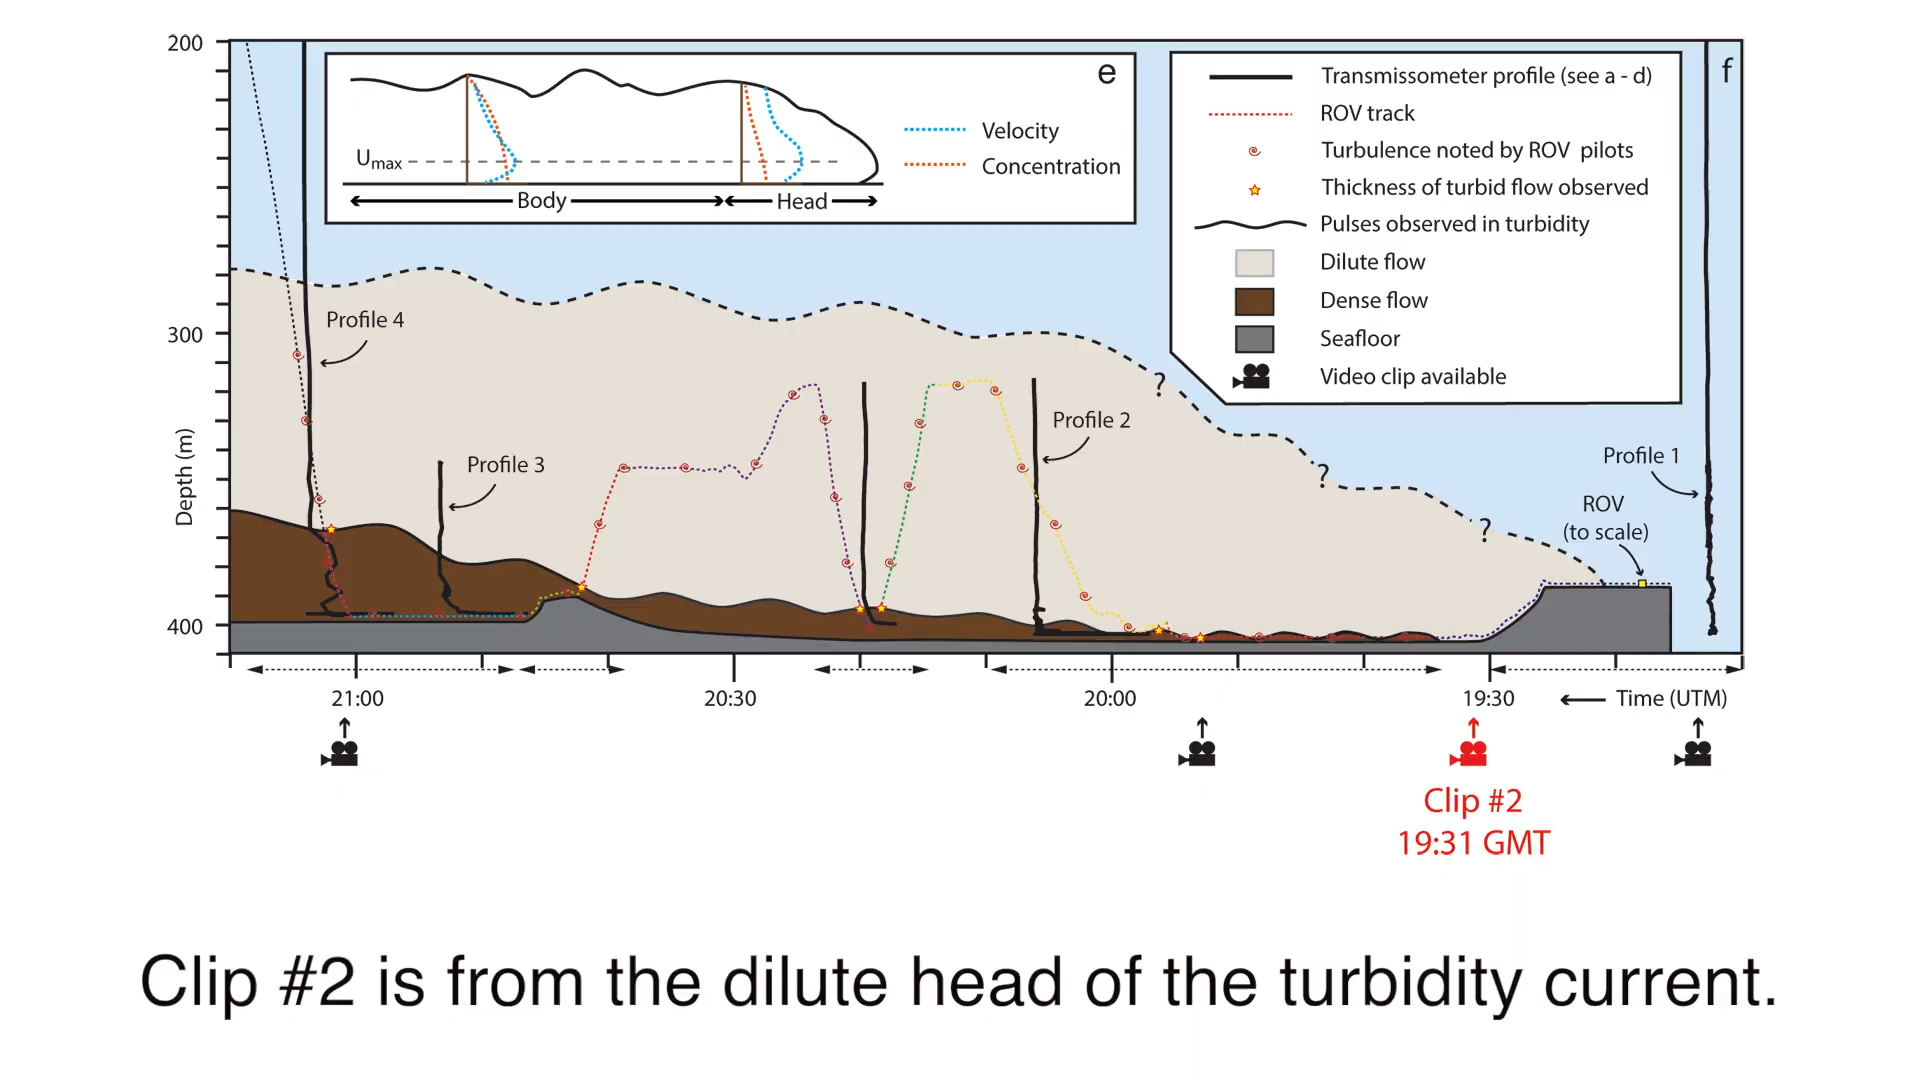 200
300
400
Depth (m)
e
Umax
Body
Head
Velocity
Concentration
f
Transmissometer profile (see a - d)
ROV track
Turbulence noted by ROV pilots
Thickness of turbid flow observed
Pulses observed in turbidity
Dilute flow
Dense flow
Seafloor
Video clip available
Profile 4
Profile 3
Profile 2
Profile 1
ROV
(to scale)
?
?
?
21:00
20:30
20:00
19:30
Time (UTM)
Clip #2
19:31 GMT
Clip #2 is from the dilute head of the turbidity current.